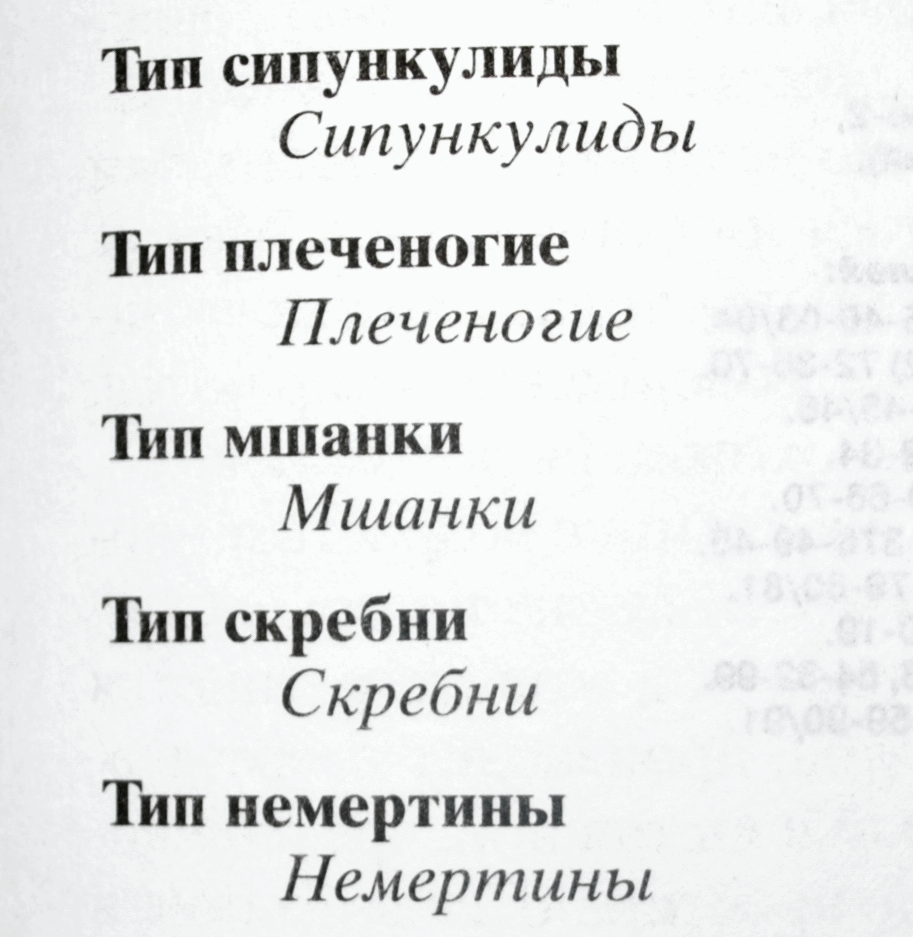 Тип сипункулиды
Сипункулиды
Тип плеченогие
Плеченогие
Тип мшанки
Мшанки
Тип скребни
Скребни
Тип немертины
Немертины